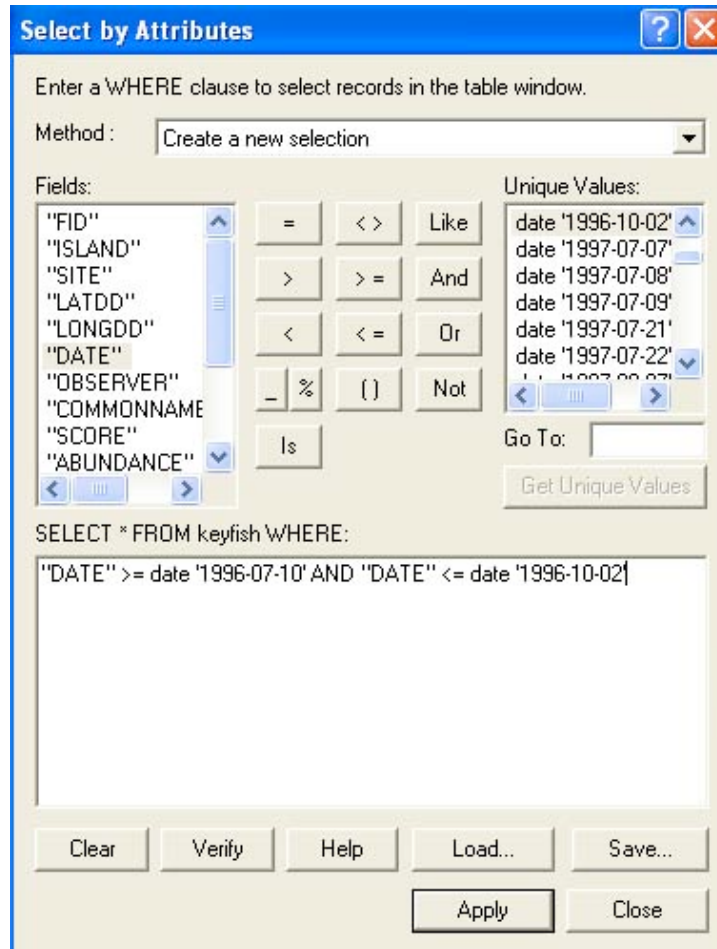 Select by Attributes
Enter a WHERE clause to select records in the table window.
Method : Create a new selection
Fields:
"FID"
"ISLAND"
"SITE"
"LATDD"
"LONGDD"
"DATE"
"OBSERVER"
"COMMONNAME
"SCORE"
"ABUNDANCE"
= < > Like
> > = And
< < = Or
_ % ( ) Not
Is
Unique Values:
date '1996-10-02'
date '1997-07-07'
date '1997-07-08'
date '1997-07-09'
date '1997-07-21'
date '1997-07-22'
Go To:
Get Unique Values
SELECT * FROM keyfish WHERE:
"DATE" >= date '1996-07-10' AND "DATE" <= date '1996-10-02'
Clear Verify Help Load... Save...
Apply Close